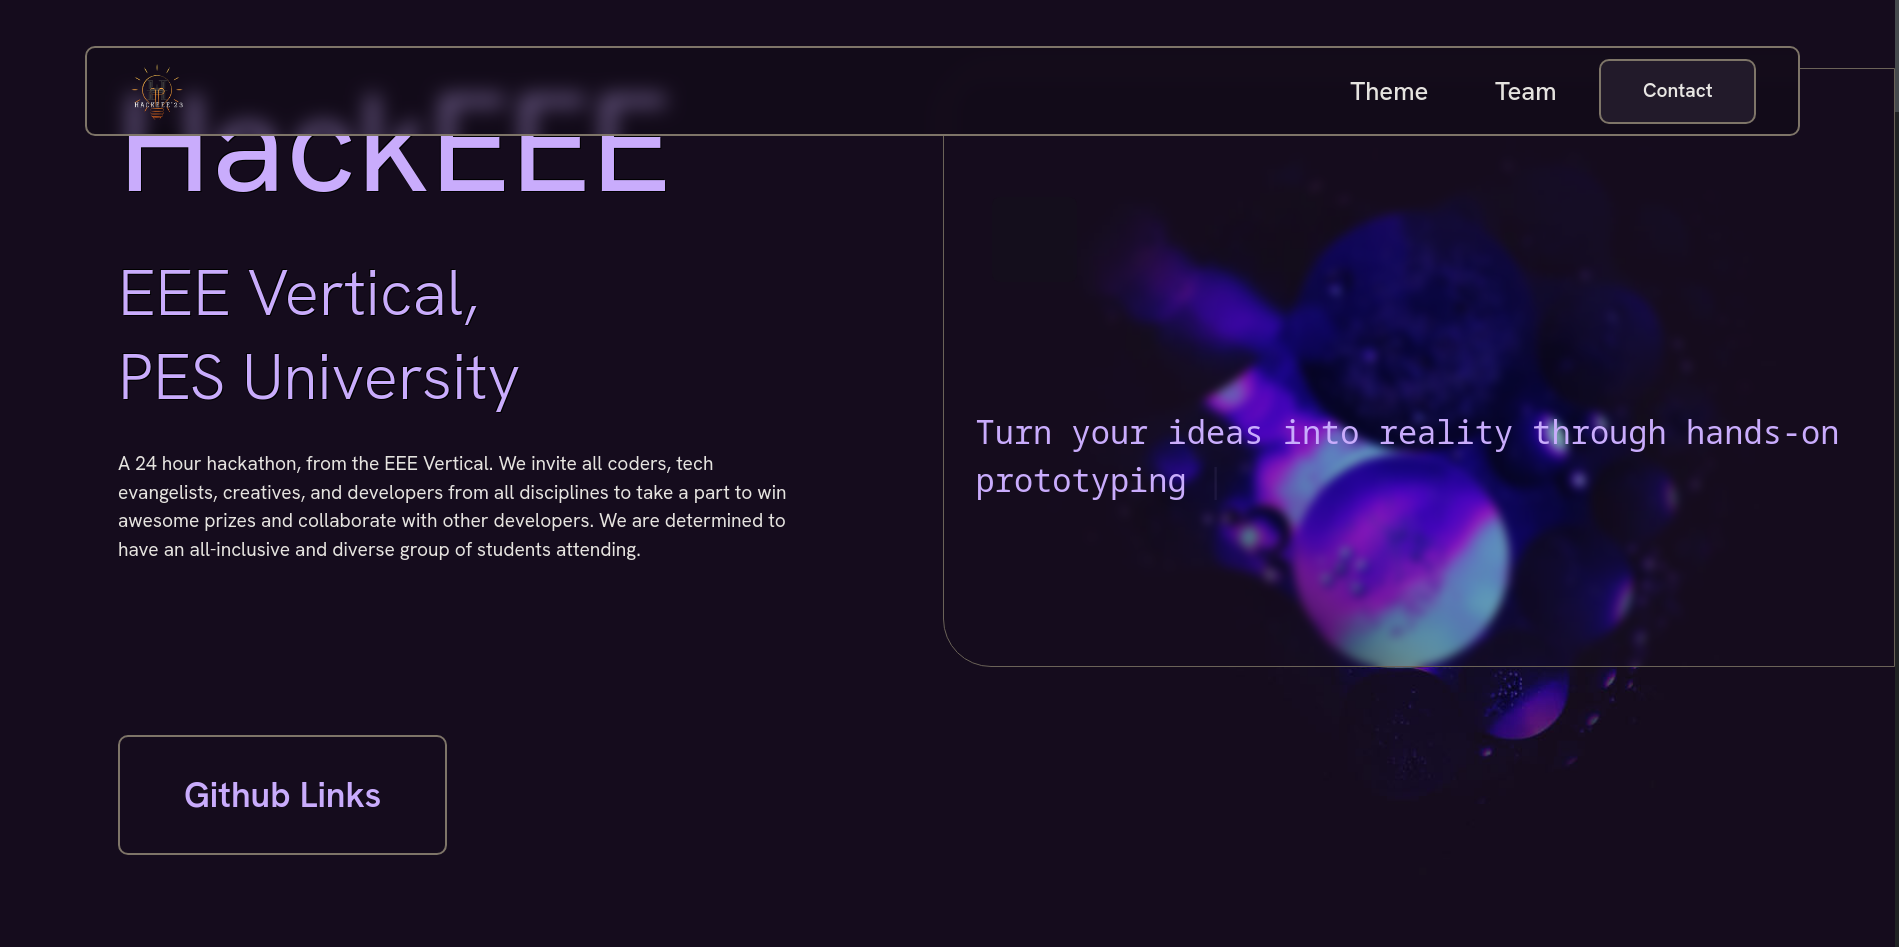 HACKEEE'23
Theme
Team
Contact
HackEEE
EEE Vertical,
PES University
A 24 hour hackathon, from the EEE Vertical. We invite all coders, tech
evangelists, creatives, and developers from all disciplines to take a part to win
awesome prizes and collaborate with other developers. We are determined to
have an all-inclusive and diverse group of students attending.
Turn your ideas into reality through hands-on
prototyping
Github Links